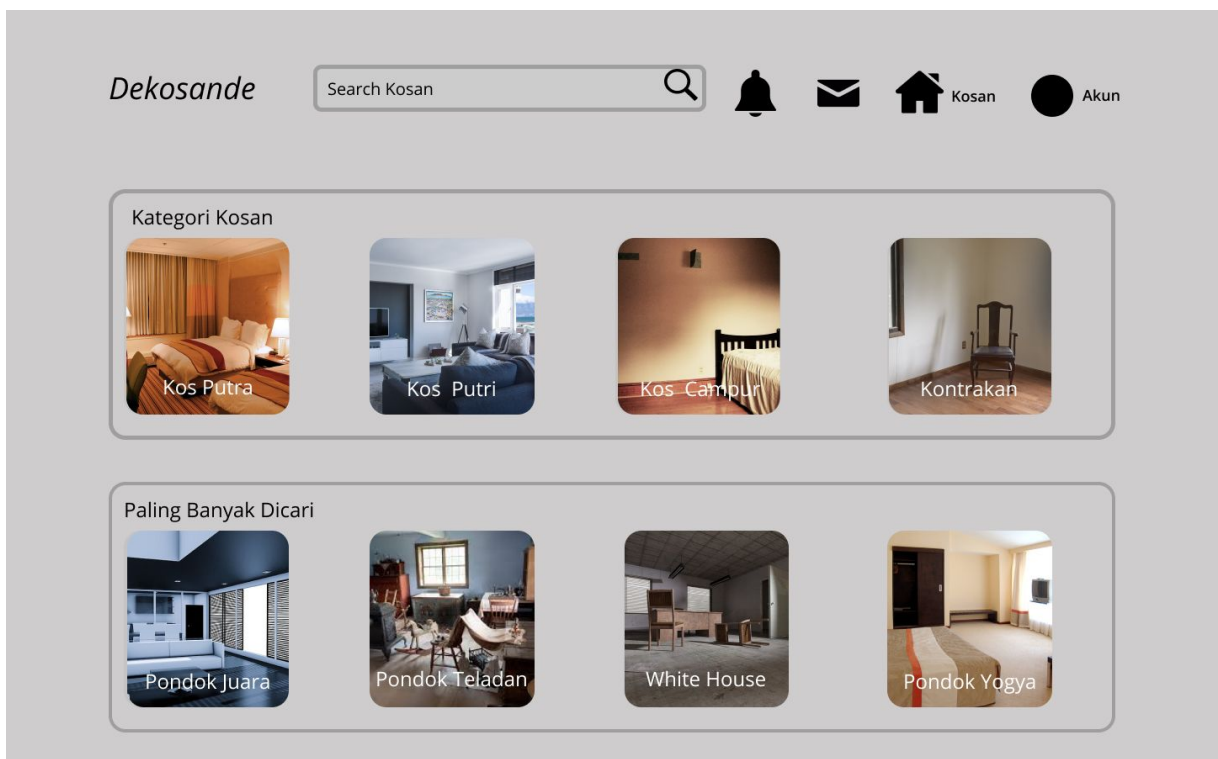 Dekosande
Search Kosan
Kosan
Akun
Kategori Kosan
Kos Putra
Kos Putri
Kos Campur
Kontrakan
Paling Banyak Dicari
Pondok Juara
Pondok Teladan
White House
Pondok Yogya